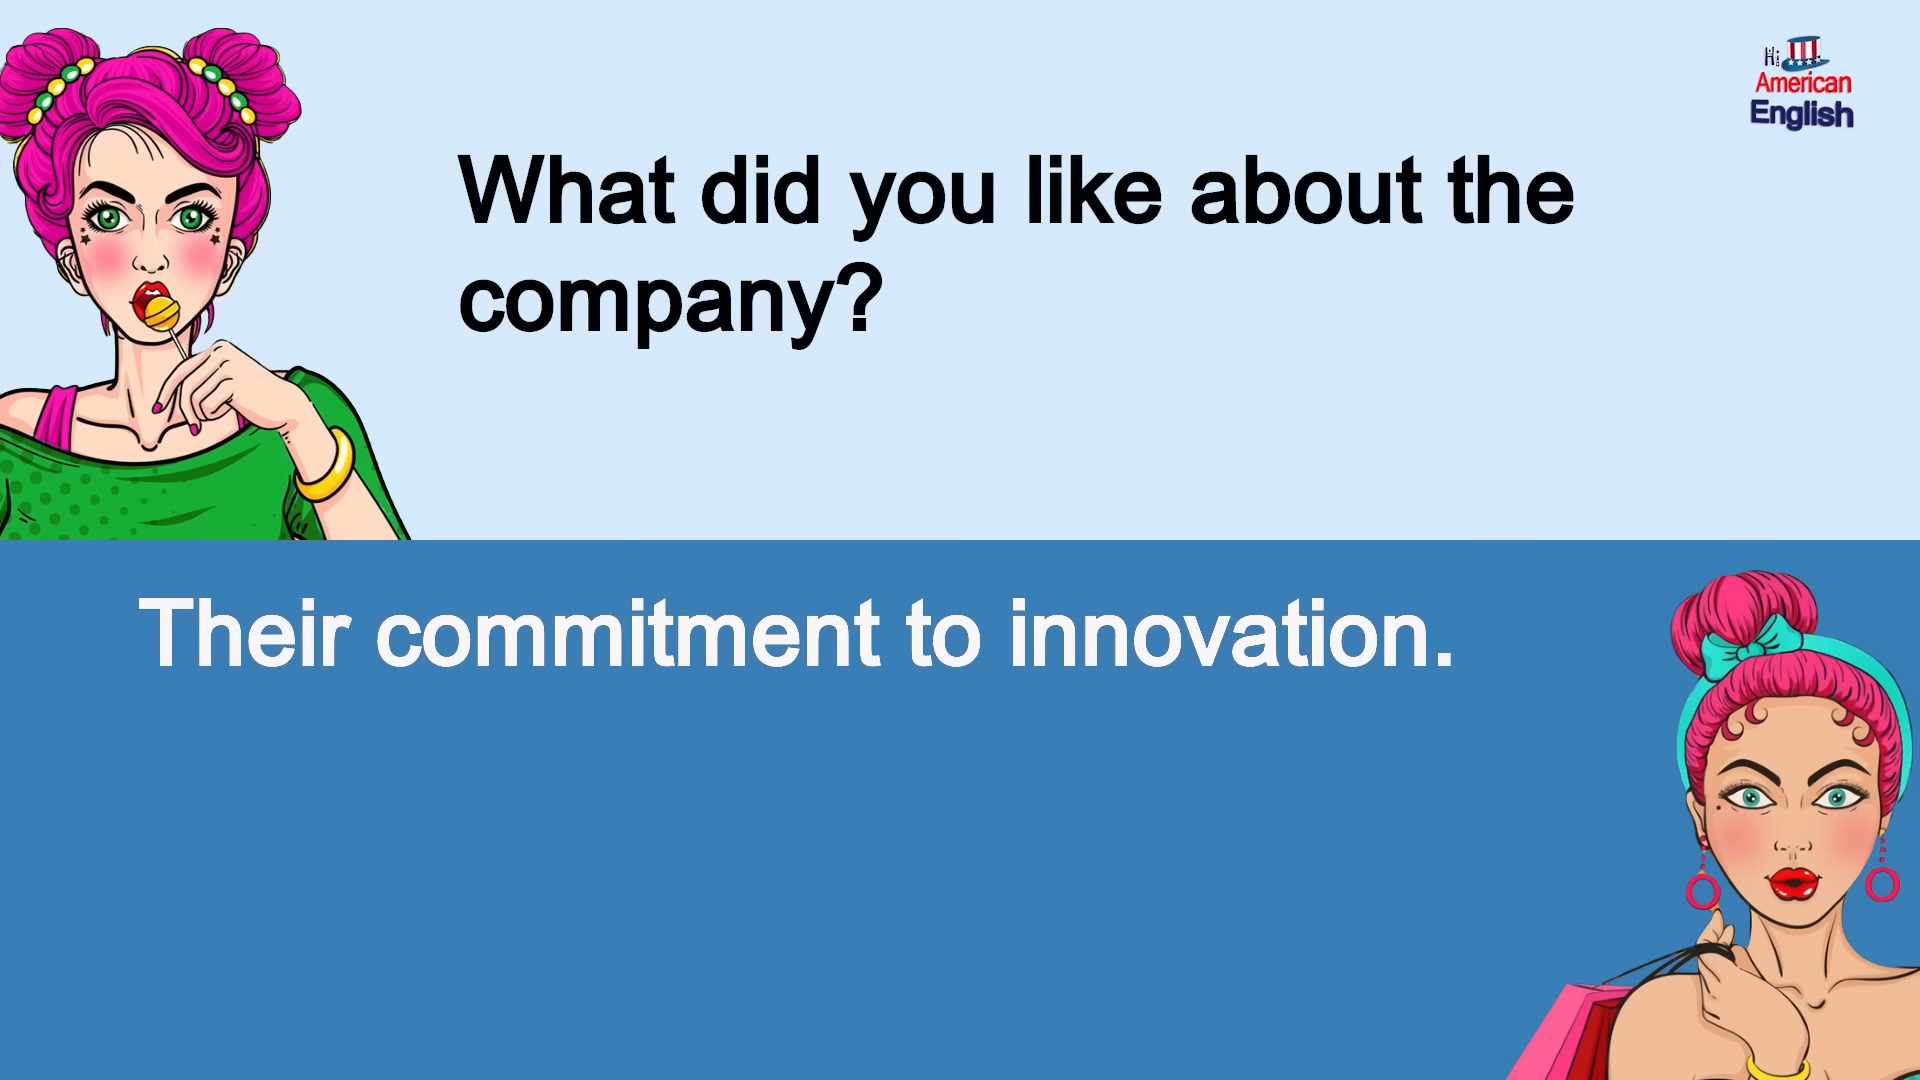 Hi
American
English
What did you like about the
company?
Their commitment to innovation.